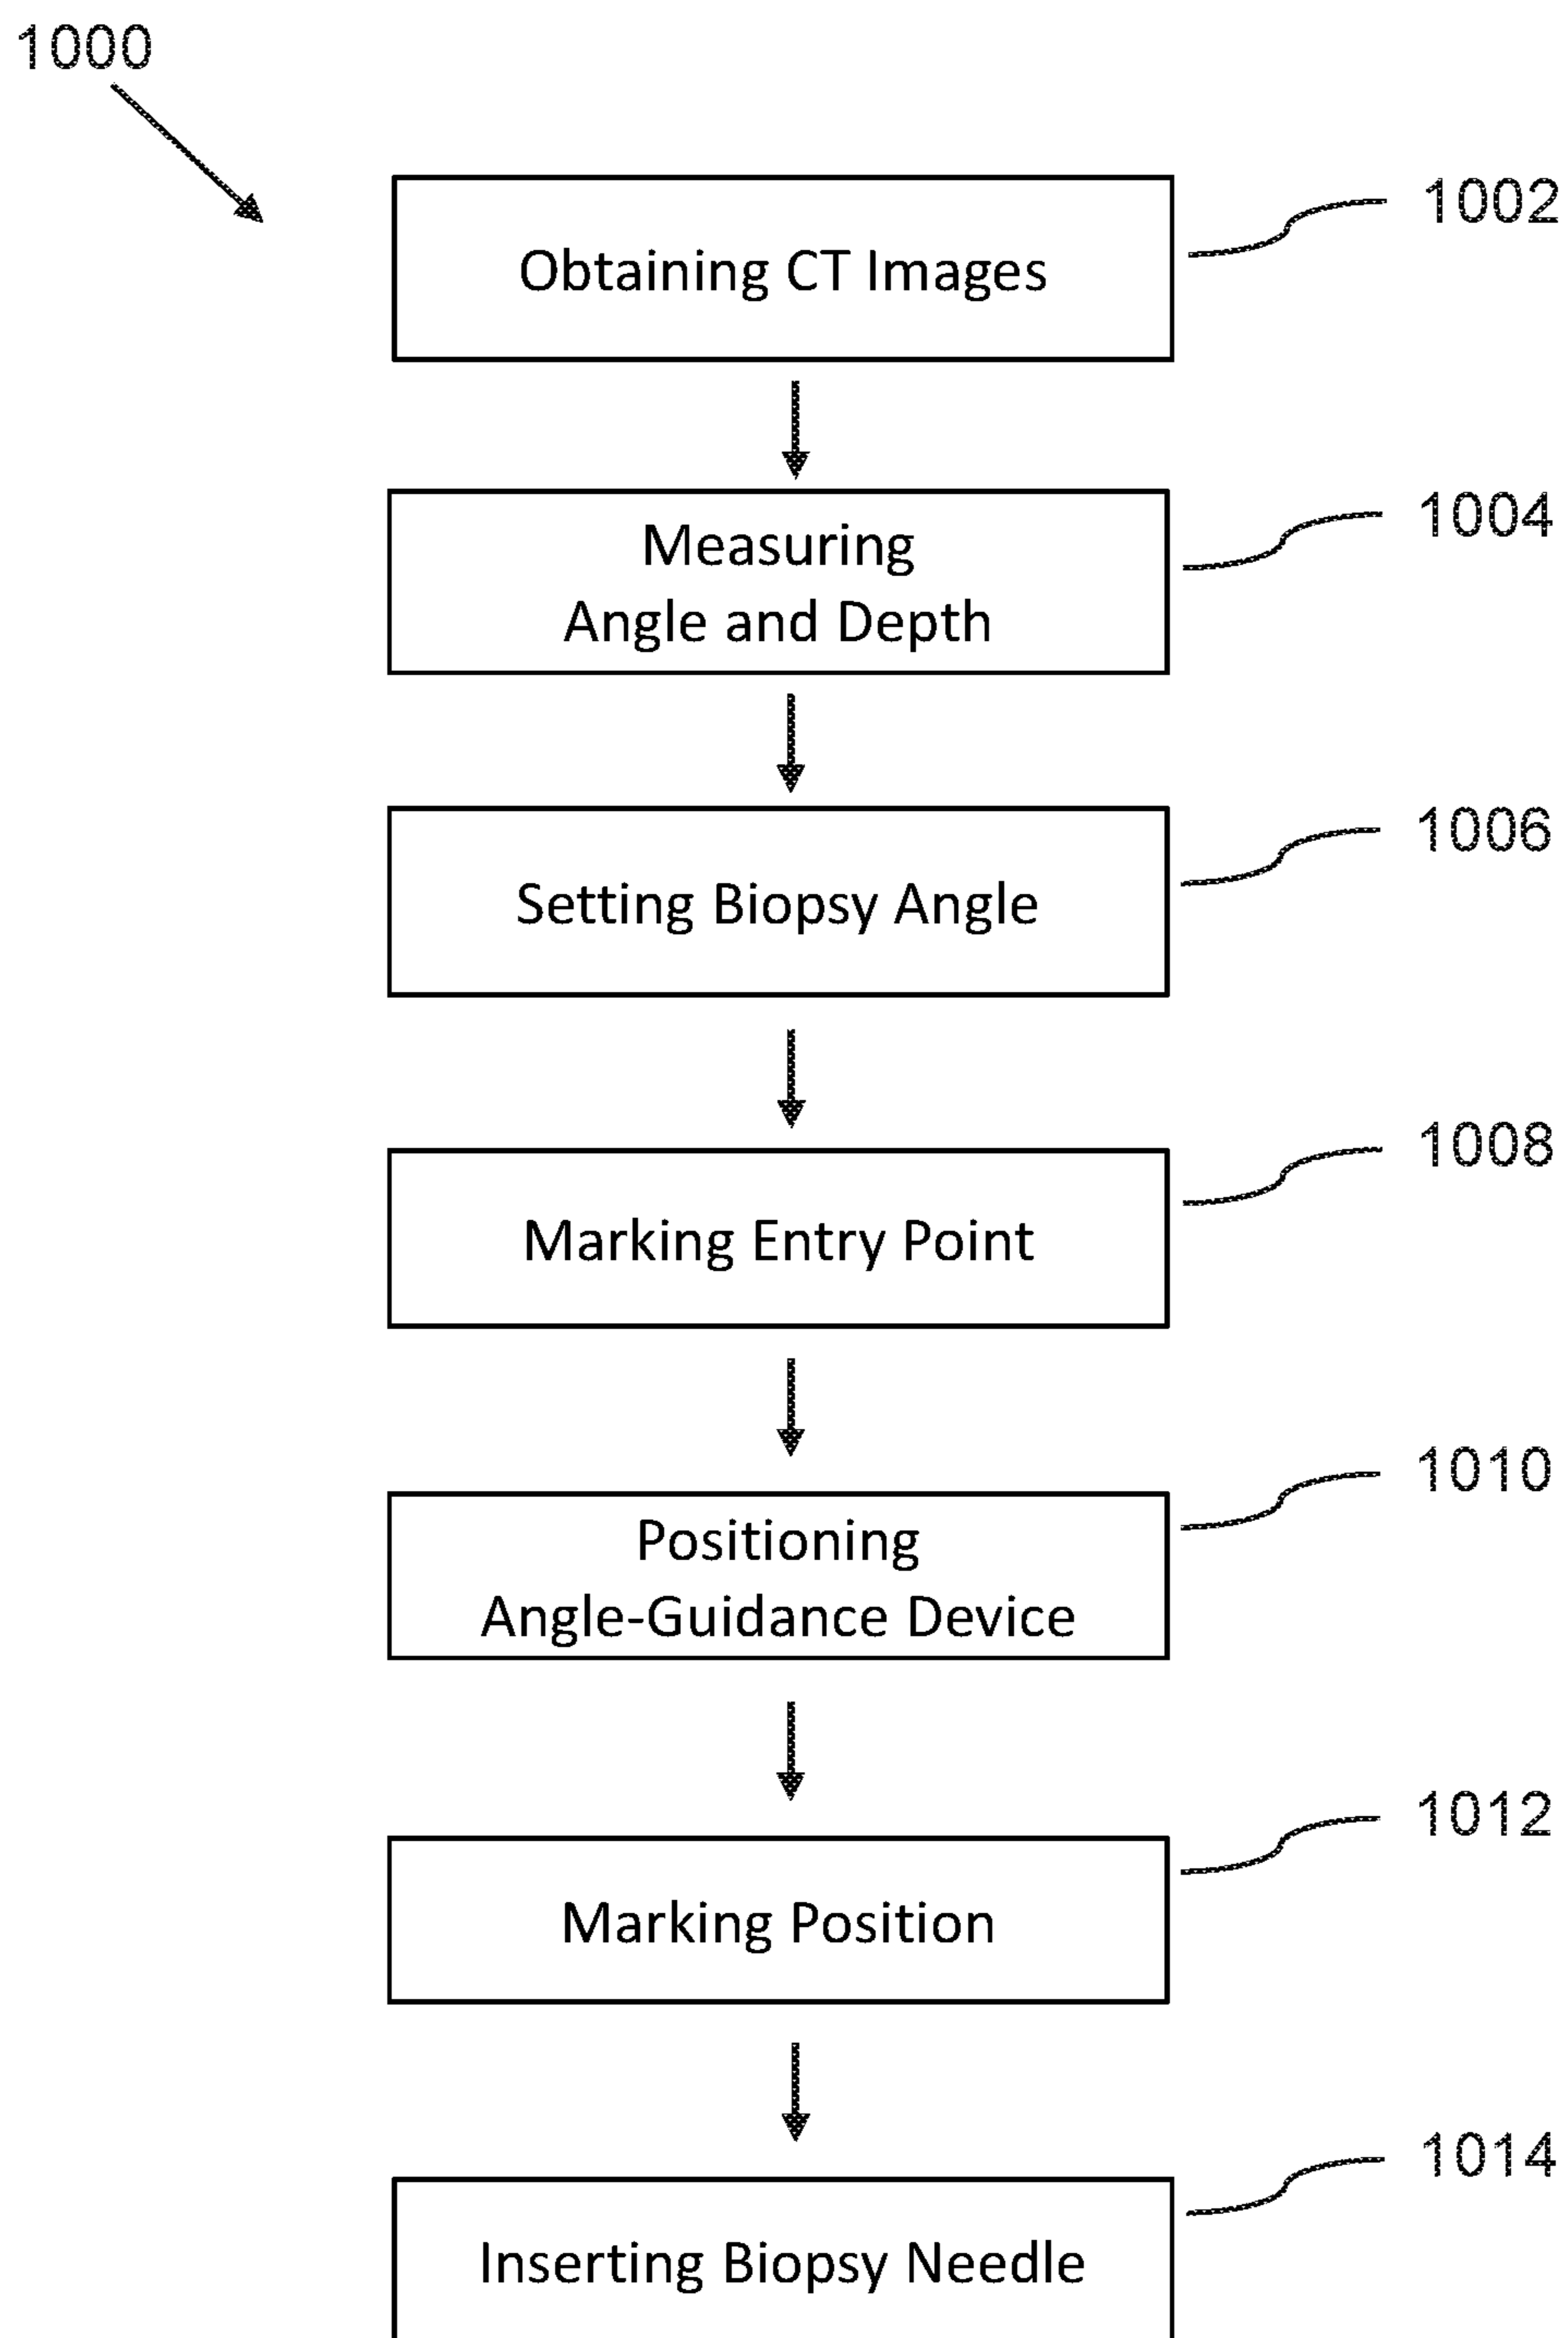 1000
Obtaining CT Images
1002
Measuring
Angle and Depth
1004
Setting Biopsy Angle
1006
Marking Entry Point
1008
Positioning
Angle-Guidance Device
1010
Marking Position
1012
Inserting Biopsy Needle
1014